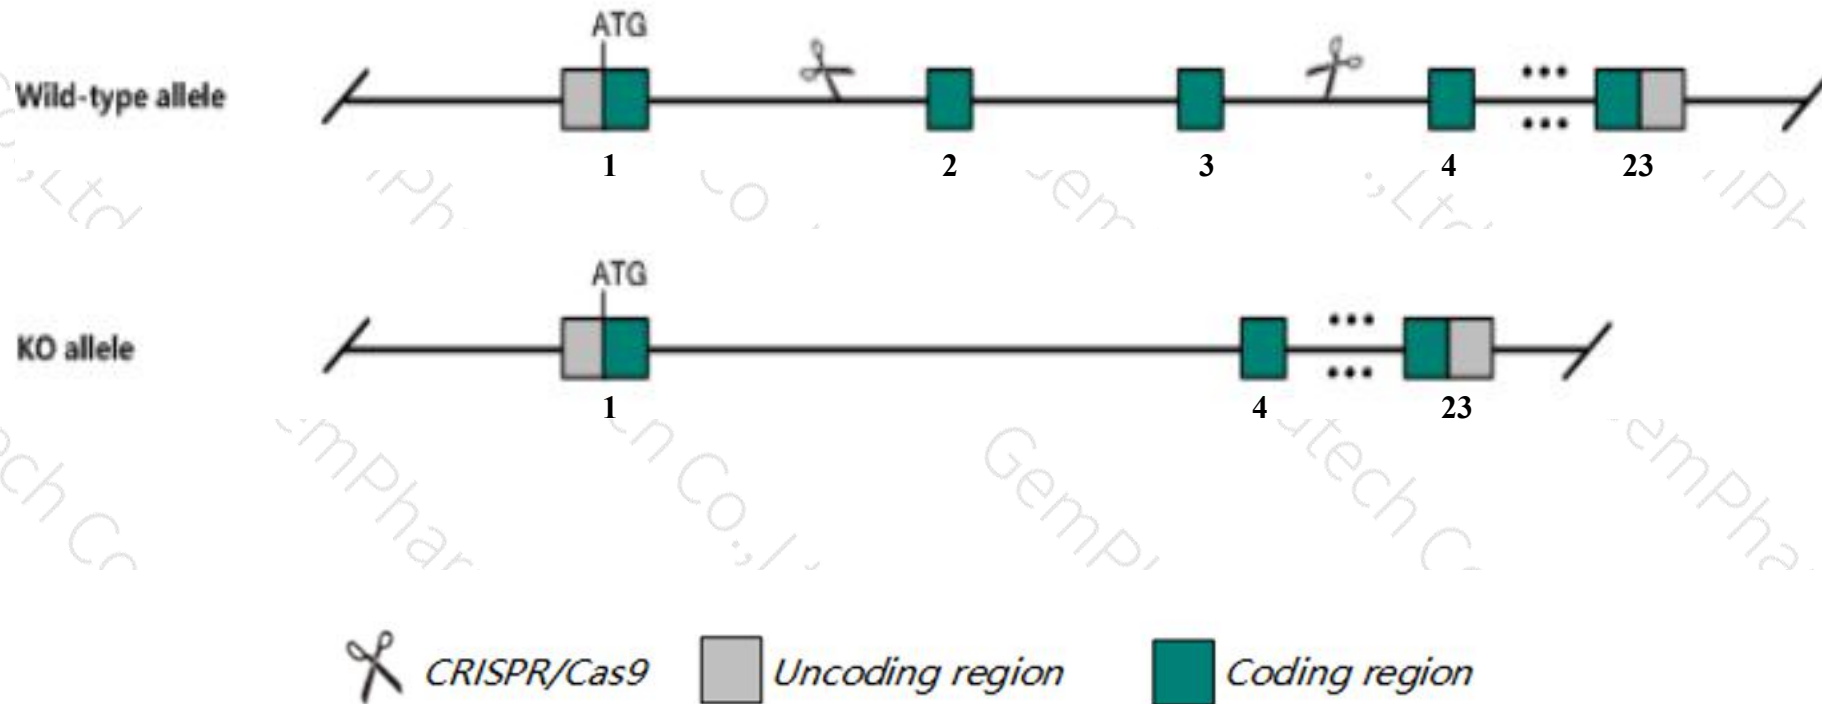 ATG
Wild-type allele
1 2 3 4 23
ATG
KO allele
1 4 23
CRISPR/Cas9 Uncoding region Coding region